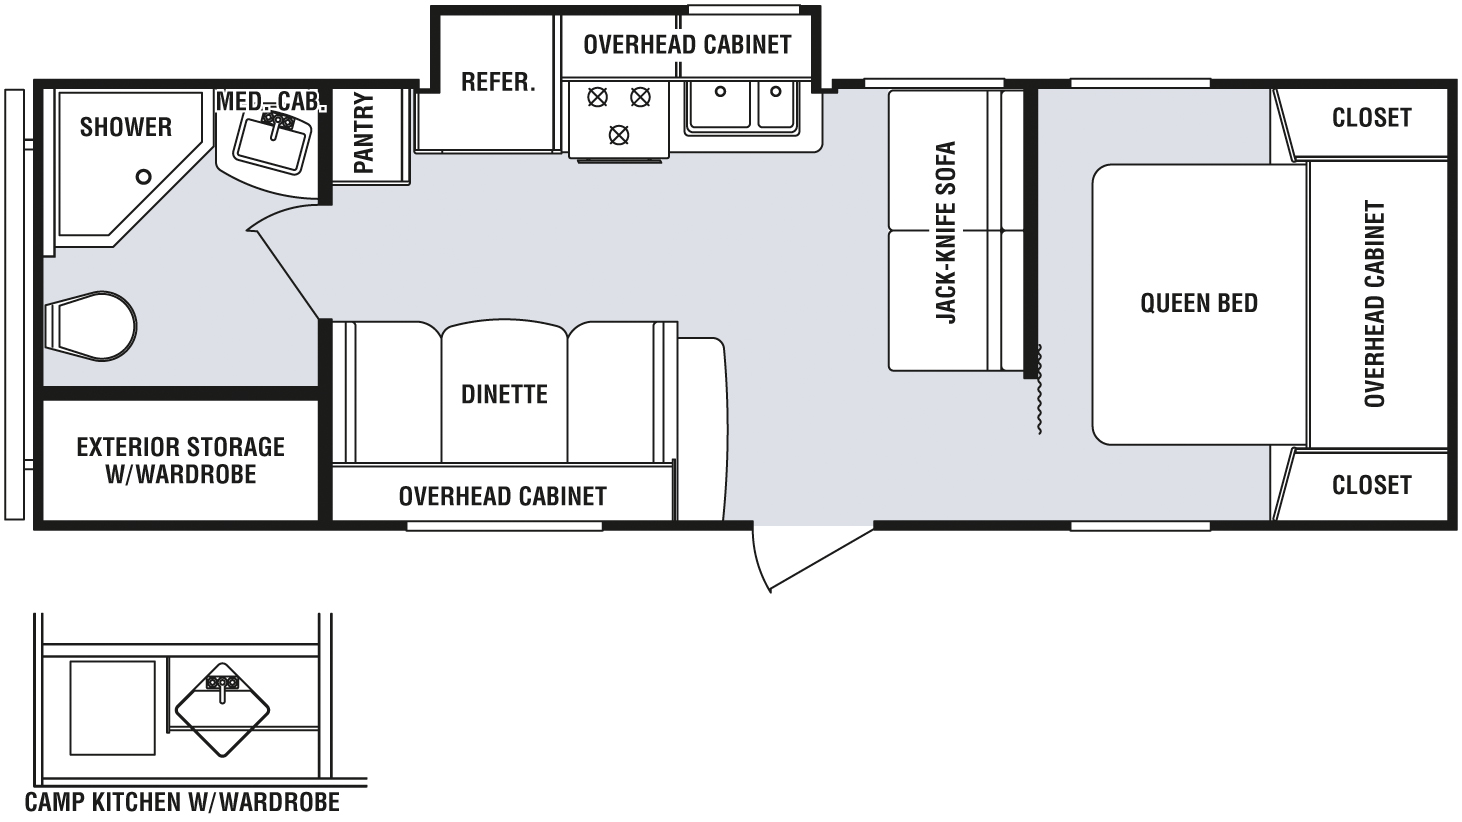 OVERHEAD CABINET
REFER.
MED. CAB.
SHOWER
PANTRY
CLOSET
JACK-KNIFE SOFA
QUEEN BED
OVERHEAD CABINET
DINETTE
EXTERIOR STORAGE
W/WARDROBE
OVERHEAD CABINET
CLOSET
CAMP KITCHEN W/WARDROBE